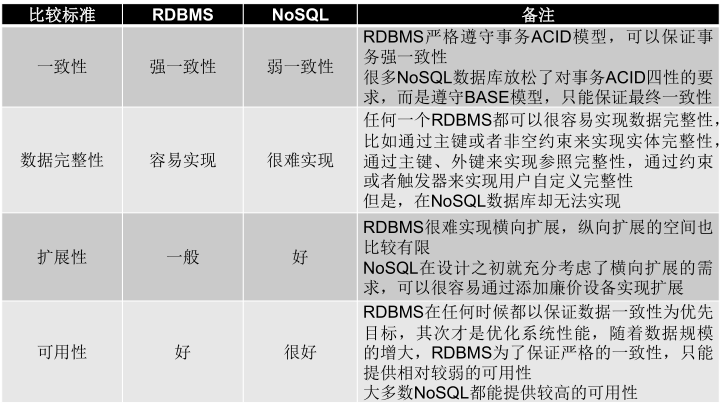 比较标准 RDBMS NoSQL 备注
一致性 强一致性 弱一致性
RDBMS严格遵守事务ACID模型，可以保证事
务强一致性
很多NoSQL数据库放松了对事务ACID四性的要
求，而是遵守BASE模型，只能保证最终一致性
数据完整性 容易实现 很难实现
任何一个RDBMS都可以很容易实现数据完整性，
比如通过主键或者非空约束来实现实体完整性，
通过主键、外键来实现参照完整性，通过约束
或者触发器来实现用户自定义完整性
但是，在NoSQL数据库却无法实现
扩展性 一般 好
RDBMS很难实现横向扩展，纵向扩展的空间也
比较有限
NoSQL在设计之初就充分考虑了横向扩展的需
求，可以很容易通过添加廉价设备实现扩展
可用性 好 很好
RDBMS在任何时候都以保证数据一致性为优先
目标，其次才是优化系统性能，随着数据规模
的增大，RDBMS为了保证严格的一致性，只能
提供相对较弱的可用性
大多数NoSQL都能提供较高的可用性